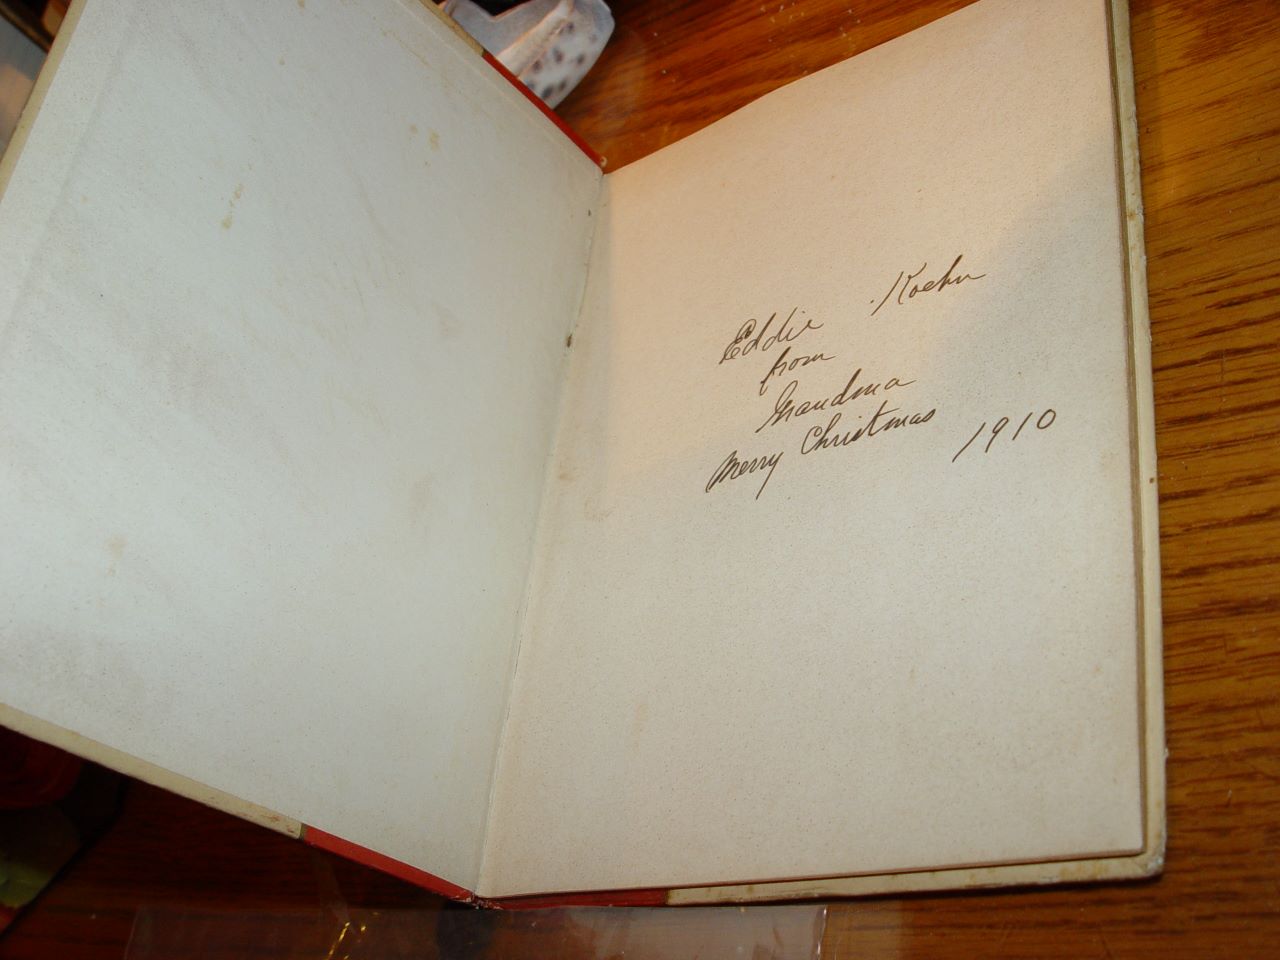 Eddie Koehn
from
Grandma
Merry Christmas 1910